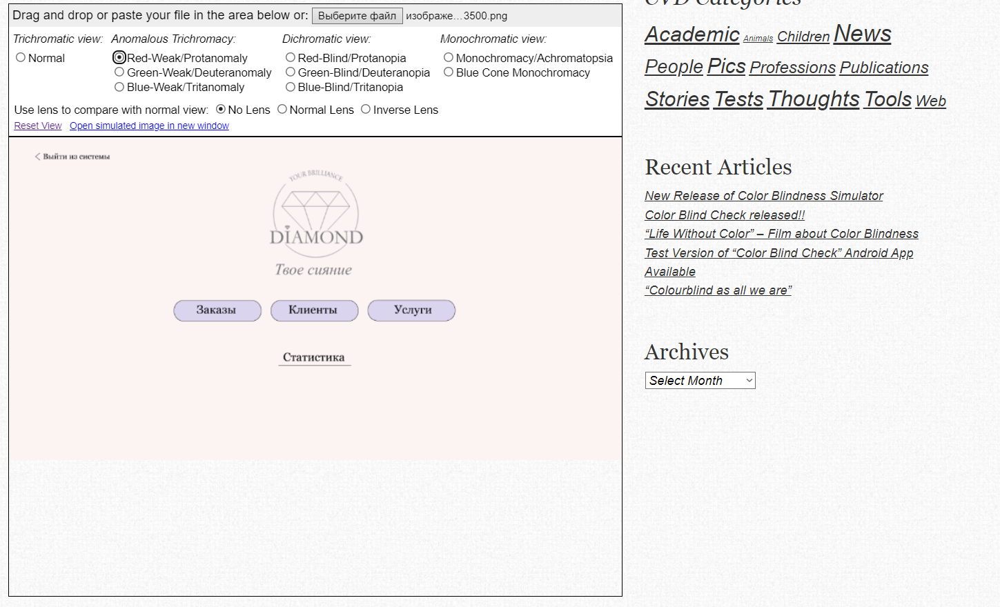 Drag and drop or paste your file in the area below or: Выберите файл изображе...3500.png
Trichromatic view: Anomalous Trichromacy: Dichromatic view: Monochromatic view:
Normal Red-Weak/Protanomaly Red-Blind/Protanopia Monochromacy/Achromatopsia
Green-Weak/Deuteranomaly Green-Blind/Deuteranopia Blue Cone Monochromacy
Blue-Weak/Tritanomaly Blue-Blind/Tritanopia
Use lens to compare with normal view: No Lens Normal Lens Inverse Lens
Reset View Open simulated image in new window
Выйти из системы
YOUR BRILLIANCE
DIAMOND
Твое сияние
Заказы Клиенты Услуги
Статистика
CVD Categories
Academic Animals Children News
People Pics Professions Publications
Stories Tests Thoughts Tools Web
Recent Articles
New Release of Color Blindness Simulator
Color Blind Check released!!
“Life Without Color” – Film about Color Blindness
Test Version of “Color Blind Check” Android App
Available
“Colourblind as all we are”
Archives
Select Month